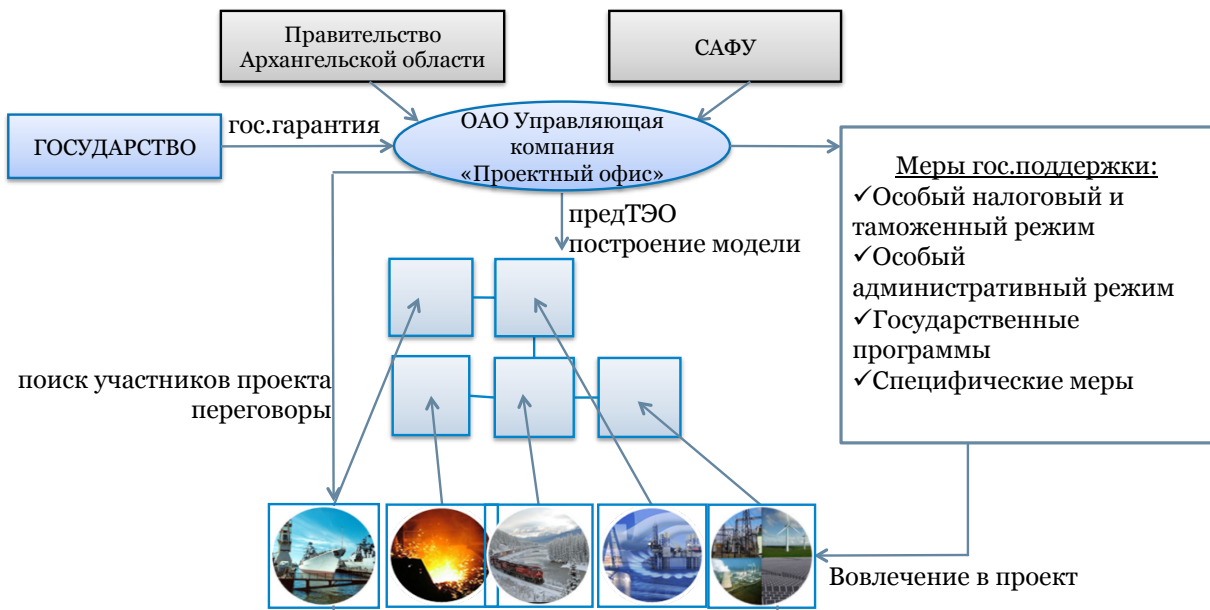 Правительство
Архангельской области
САФУ
ГОСУДАРСТВО
гос.гарантия
ОАО Управляющая
компания
«Проектный офис»
предТЭО
построение модели
Меры гос.поддержки:
✓Особый налоговый и
таможенный режим
✓Особый
административный режим
✓Государственные
программы
✓Специфические меры
поиск участников проекта
переговоры
Вовлечение в проект